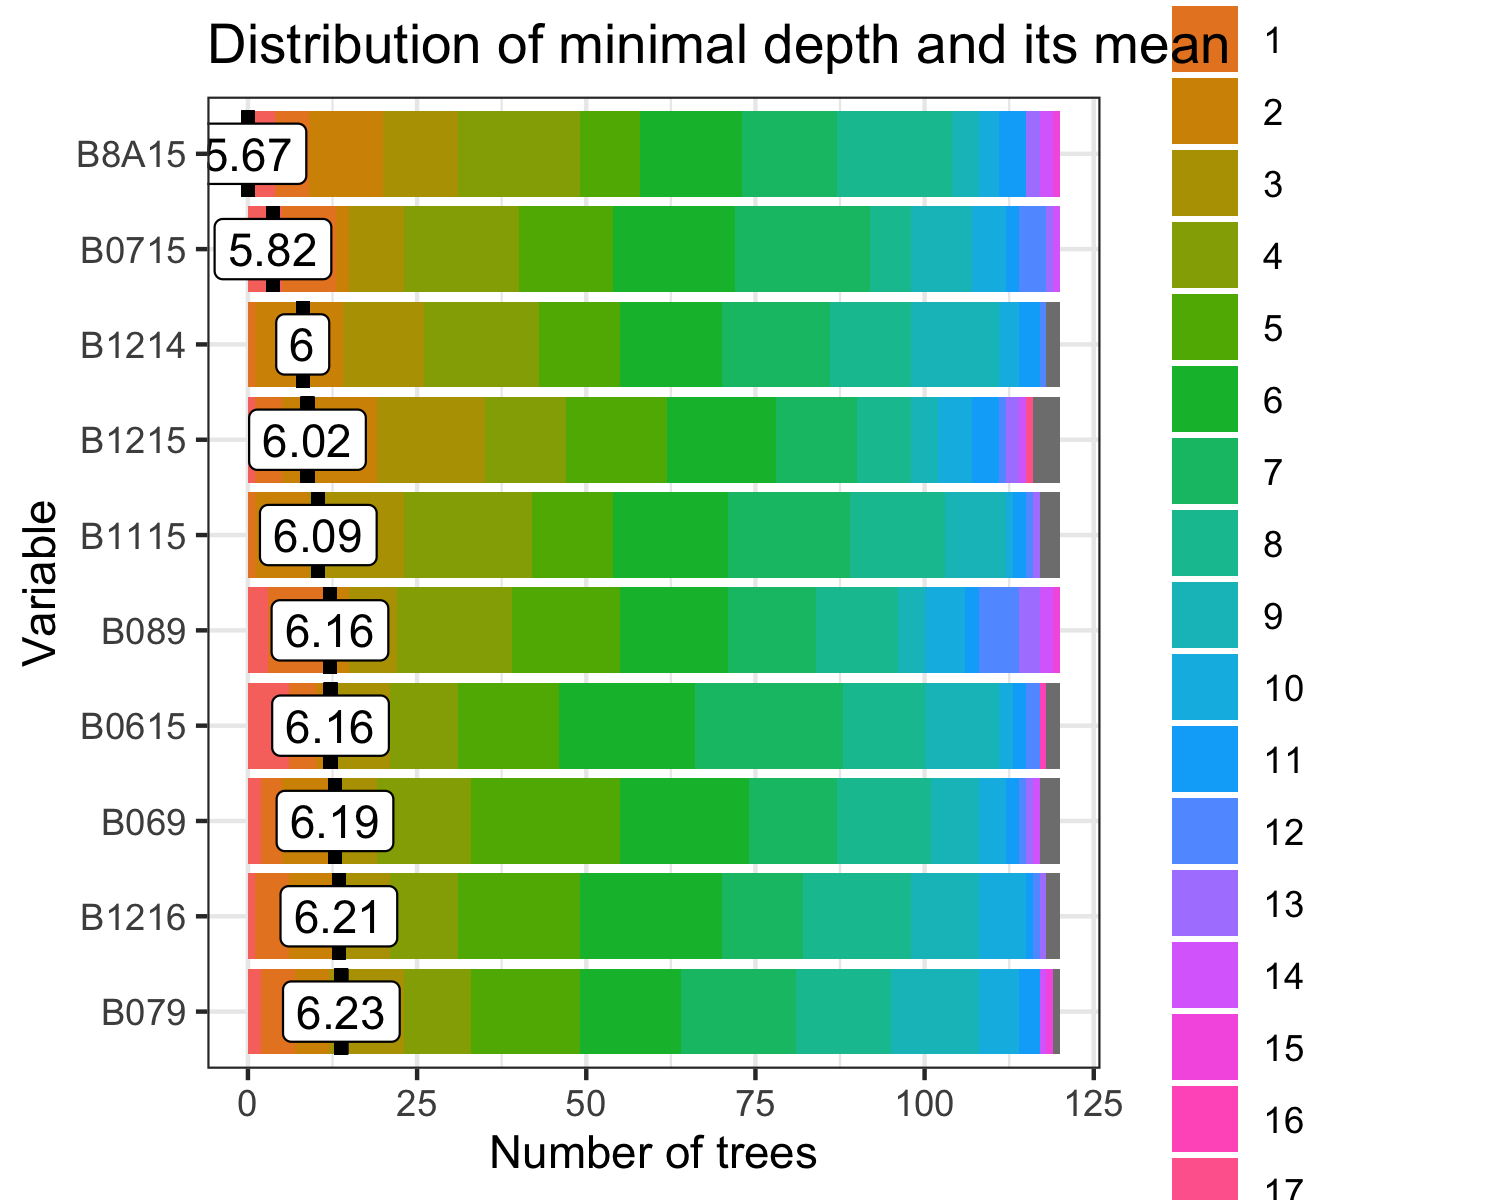 Distribution of minimal depth and its mean
B8A15
5.67
B0715
5.82
B1214
6
B1215
6.02
B1115
6.09
B089
6.16
B0615
6.16
B069
6.19
B1216
6.21
B079
6.23
Variable
0 25 50 75 100 125
Number of trees
1
2
3
4
5
6
7
8
9
10
11
12
13
14
15
16
17